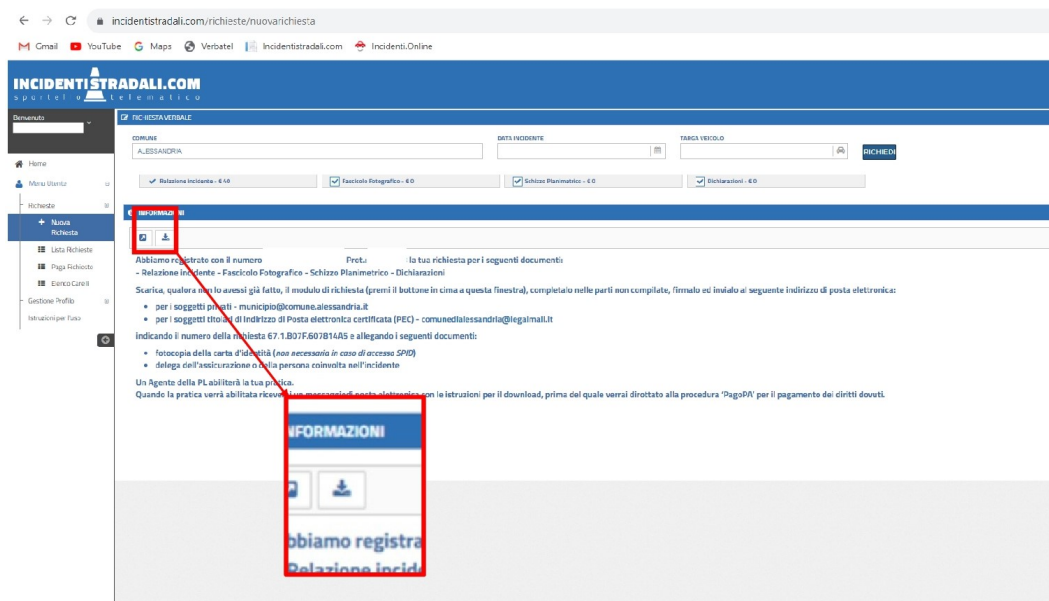 incidentistradali.com/richieste/nuovarichiesta
Gmail YouTube Maps Verbatel Incidentistradali.com Incidenti.Online
INCIDENTISTRADALI.COM
sportello telematico
Benvenuto
RICHIESTA VERBALE
COMUNE DATA INCIDENTE TARGA VEICOLO
ALESSANDRIA
RICHIEDI
Home
Menu Utente
Relazione Incidente - € 40 Fascicolo Fotografico - € 0 Schizzo Planimetrico - € 0 Dichiarazioni - € 0
Richieste
Nuova
Richiesta
Lista Richieste
Paga Richieste
Gestione Profilo
Istruzioni per l'uso
INFORMAZIONI
Abbiamo registrato con il numero Prot. la tua richiesta per i seguenti documenti:
- Relazione incidente - Fascicolo Fotografico - Schizzo Planimetrico - Dichiarazioni
Scarica, qualora non lo avessi già fatto, il modulo di richiesta (premi il bottone in cima a questa finestra), completalo nelle parti non compilate, firmalo ed invialo al seguente indirizzo di posta elettronica:
per i soggetti privati - municipio@comune.alessandria.it
per i soggetti titolari di indirizzo di Posta elettronica certificata (PEC) - comunedialessandria@legalmail.it
indicando il numero della richiesta 67.1.B07F.607814A5 e allegando i seguenti documenti:
fotocopia della carta d'identità (non necessaria in caso di accesso SPID)
delega dell'assicurazione o della persona coinvolta nell'incidente
Un Agente della PL abiliterà la tua pratica.
Quando la pratica verrà abilitata riceverai un messaggio di posta elettronica con le istruzioni per il download, prima del quale verrai dirottato alla procedura 'PagoPA' per il pagamento dei diritti dovuti.
NFORMAZIONI
bbiamo registra
Relazione incide